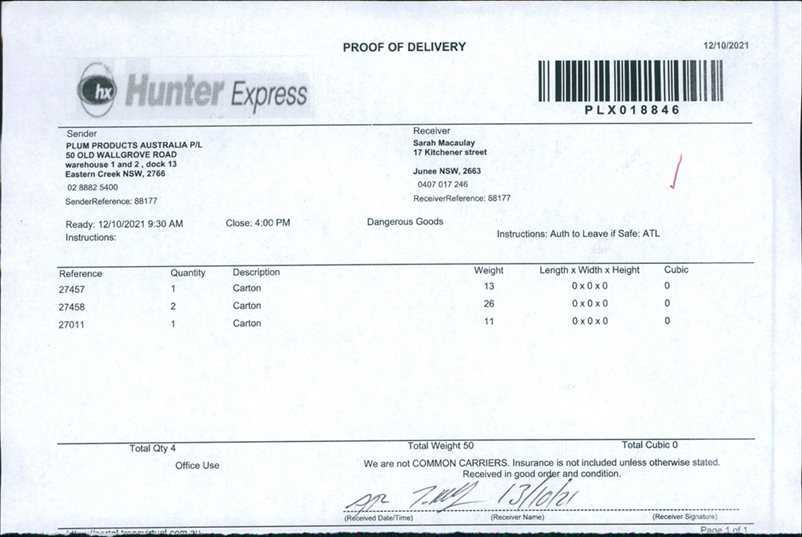 PROOF OF DELIVERY
12/10/2021
hx Hunter Express
PLX018846
Sender
PLUM PRODUCTS AUSTRALIA P/L
50 OLD WALLGROVE ROAD
warehouse 1 and 2 , dock 13
Eastern Creek NSW, 2766
02 8882 5400
SenderReference: 88177
Receiver
Sarah Macaulay
17 Kitchener street
Junee NSW, 2663
0407 017 246
ReceiverReference: 88177
Ready: 12/10/2021 9:30 AM Close: 4:00 PM Dangerous Goods
Instructions: Instructions: Auth to Leave if Safe: ATL
Reference Quantity Description Weight Length x Width x Height Cubic
27457 1 Carton 13 0 x 0 x 0 0
27458 2 Carton 26 0 x 0 x 0 0
27011 1 Carton 11 0 x 0 x 0 0
Total Qty 4 Total Weight 50 Total Cubic 0
Office Use
We are not COMMON CARRIERS. Insurance is not included unless otherwise stated.
Received in good order and condition.
13/10/21
(Received Date/Time) (Receiver Name) (Receiver Signature)
Page 1 of 1